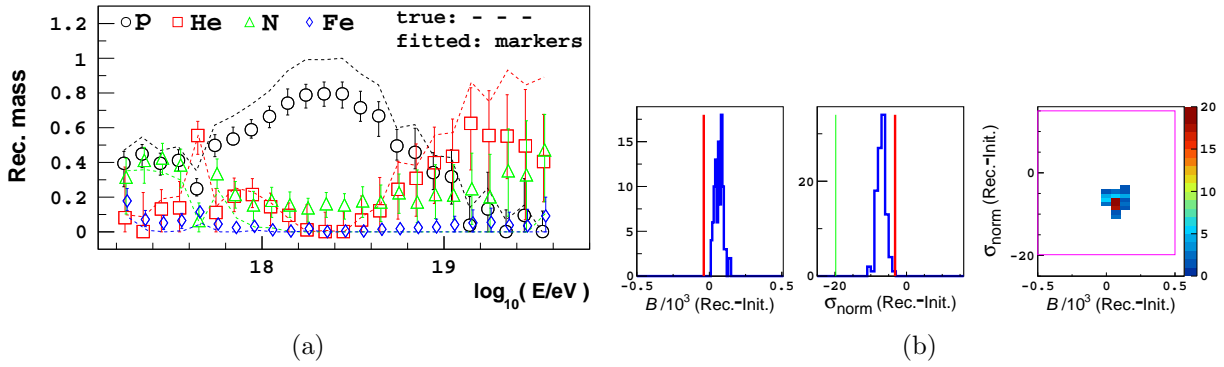 Rec. mass
1.2
1
0.8
0.6
0.4
0.2
0
p He N Fe
true: - - -
fitted: markers
18 19
log10( E/eV)
(a)
15
10
5
0
−0.5 0 0.5
B /10^3 (Rec.−Init.)
40
20
0
−20 0
σnorm (Rec.−Init.)
σnorm (Rec.−Init.)
0
−20
−25
−0.5 0 0.5
B /10^3 (Rec.−Init.)
20
18
16
14
12
10
8
6
4
2
0
(b)